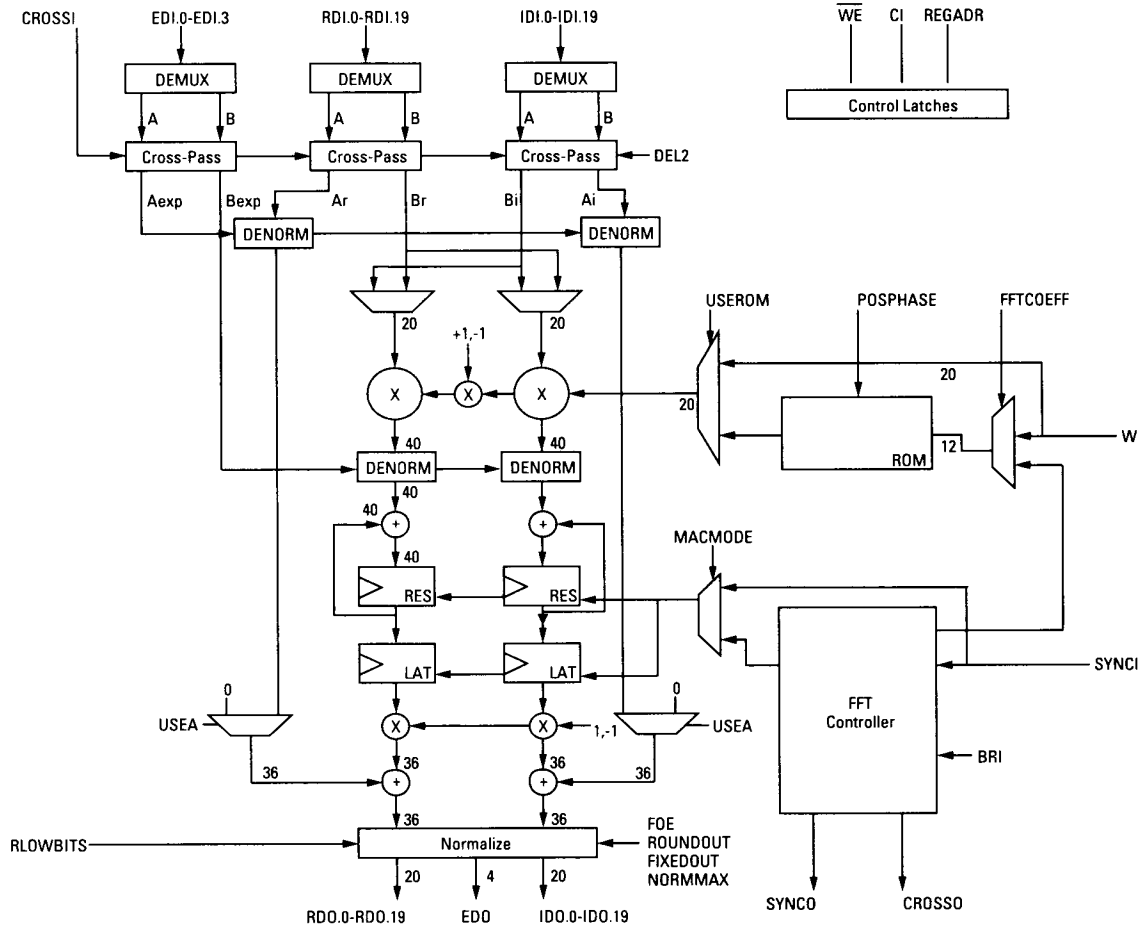 CROSSI
EDI.0-EDI.3
RDI.0-RDI.19
IDI.0-IDI.19
WE
CI
REGADR
DEMUX
DEMUX
DEMUX
Control Latches
A
B
A
B
A
B
Cross-Pass
Cross-Pass
Cross-Pass
DEL2
Aexp
Bexp
Ar
Br
Bi
Ai
DENORM
DENORM
USEROM
POSPHASE
FFTCOEFF
20
20
+1,-1
X
X
X
20
20
ROM
12
W
40
40
DENORM
DENORM
40
40
+
+
MACMODE
40
RES
RES
LAT
LAT
SYNCI
0
0
FFT
Controller
USEA
X
X
1,-1
USEA
BRI
36
36
36
36
+
+
36
36
RLOWBITS
Normalize
FOE
ROUNDOUT
FIXEDOUT
NORMMAX
20
4
20
RDO.0-RDO.19
EDO
IDO.0-IDO.19
SYNCO
CROSSO